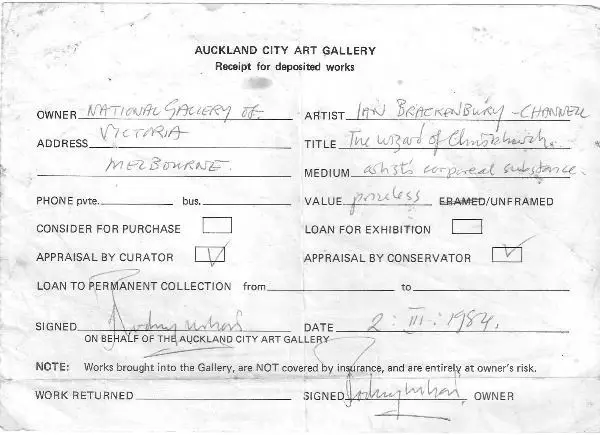 AUCKLAND CITY ART GALLERY
Receipt for deposited works
OWNER NATIONAL GALLERY OF ARTIST IAN BRACKENBURY - CHANNELL
ADDRESS VICTORIA TITLE The wizard of Christchurch.
MELBOURNE. MEDIUM artist's corporeal substance.
PHONE pvte. bus. VALUE priceless FRAMED/UNFRAMED
CONSIDER FOR PURCHASE LOAN FOR EXHIBITION
APPRAISAL BY CURATOR ✓ APPRAISAL BY CONSERVATOR ✓
LOAN TO PERMANENT COLLECTION from to
SIGNED DATE 2 : III : 1984.
ON BEHALF OF THE AUCKLAND CITY ART GALLERY
NOTE: Works brought into the Gallery, are NOT covered by insurance, and are entirely at owner's risk.
WORK RETURNED SIGNED OWNER